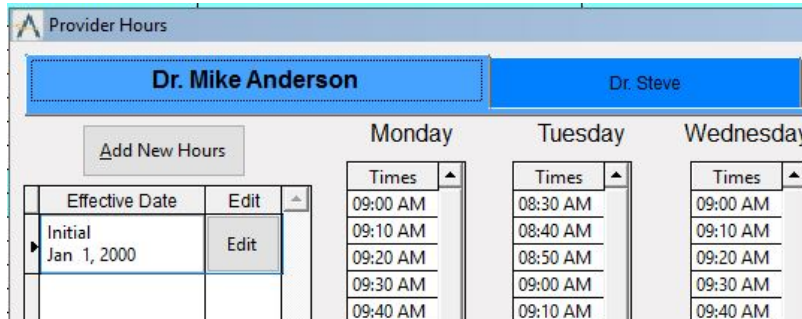 Provider Hours
Dr. Mike Anderson Dr. Steve
Monday Tuesday Wednesday
Add New Hours
Times Times Times
Effective Date Edit
09:00 AM 08:30 AM 09:00 AM
Initial
Jan 1, 2000 Edit
09:10 AM 08:40 AM 09:10 AM
09:20 AM 08:50 AM 09:20 AM
09:30 AM 09:00 AM 09:30 AM
09:40 AM 09:10 AM 09:40 AM